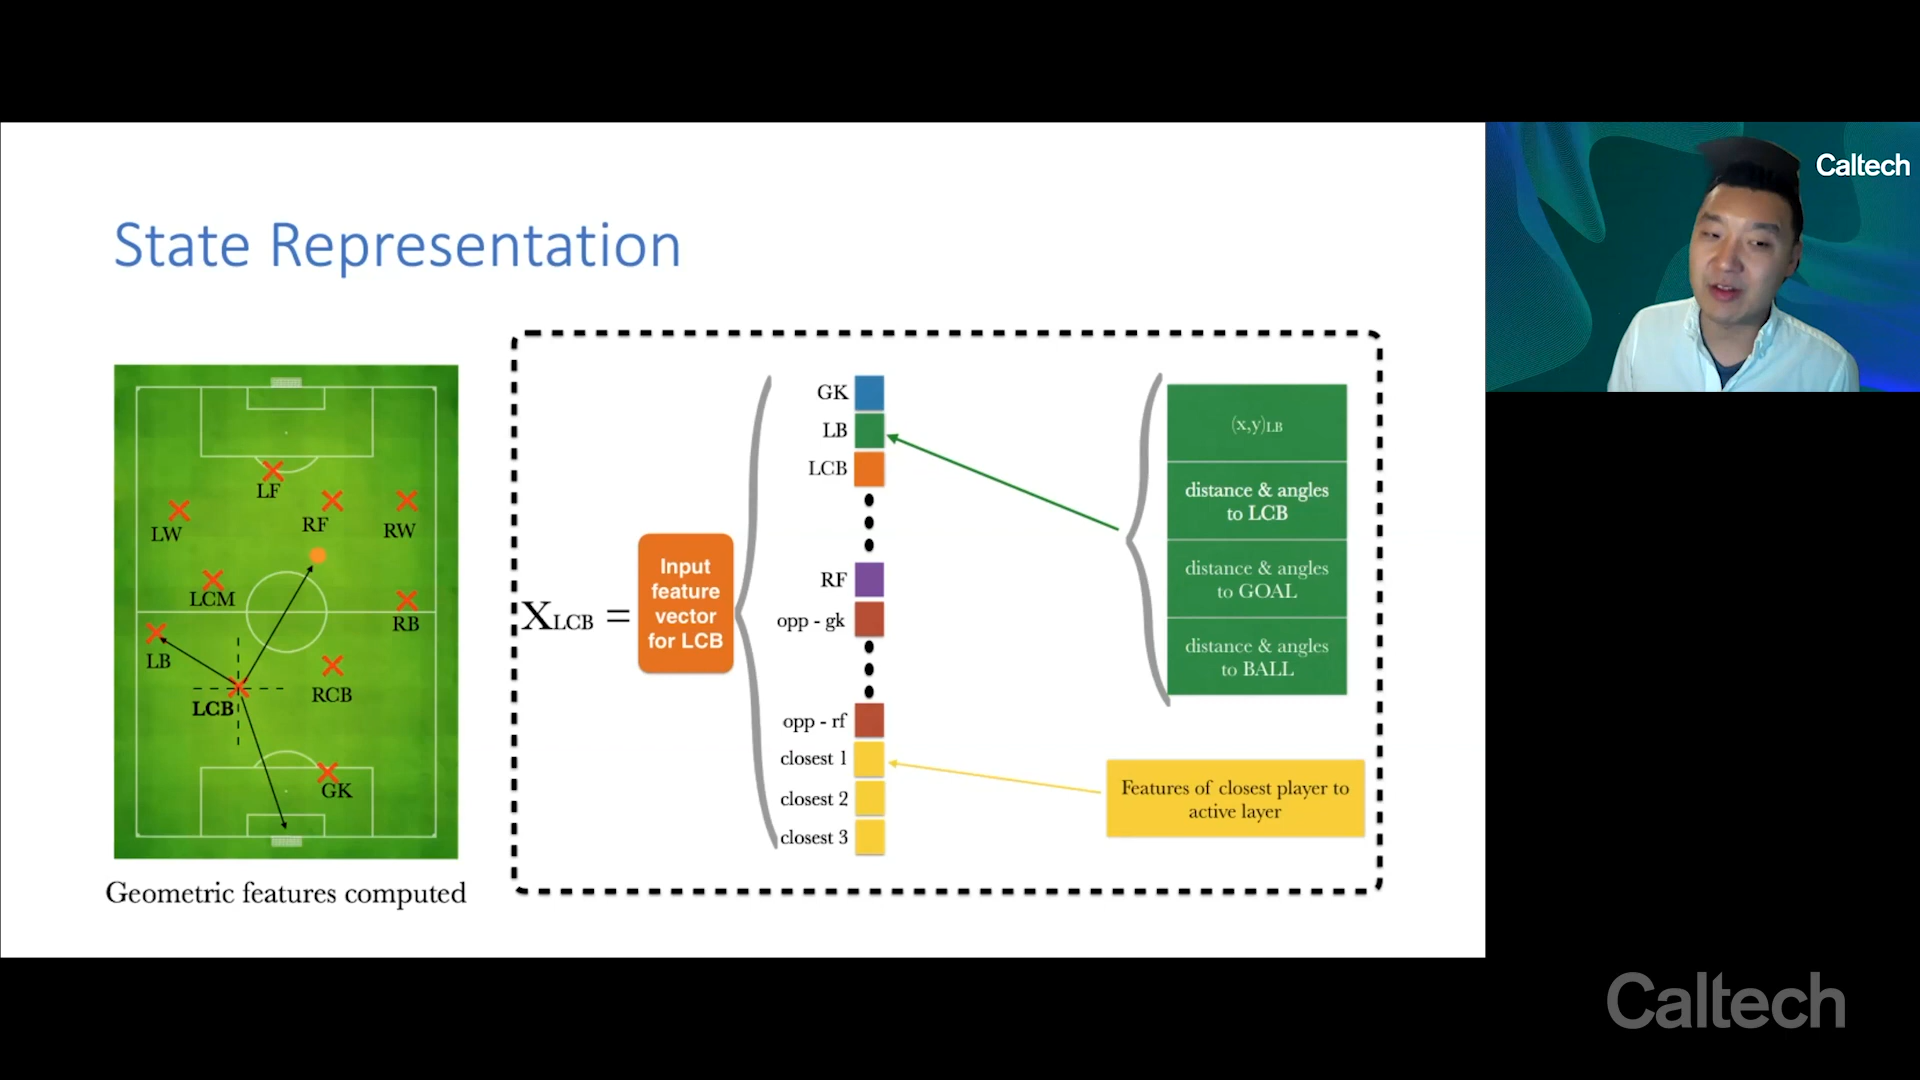 State Representation
LF
LW
RF
RW
LCM
RB
LB
RCB
LCB
GK
Geometric features computed
XLCB =
Input
feature
vector
for LCB
GK
LB
LCB
RF
opp - gk
opp - rf
closest 1
closest 2
closest 3
(x,y)LB
distance & angles
to LCB
distance & angles
to GOAL
distance & angles
to BALL
Features of closest player to
active layer
Caltech
Caltech